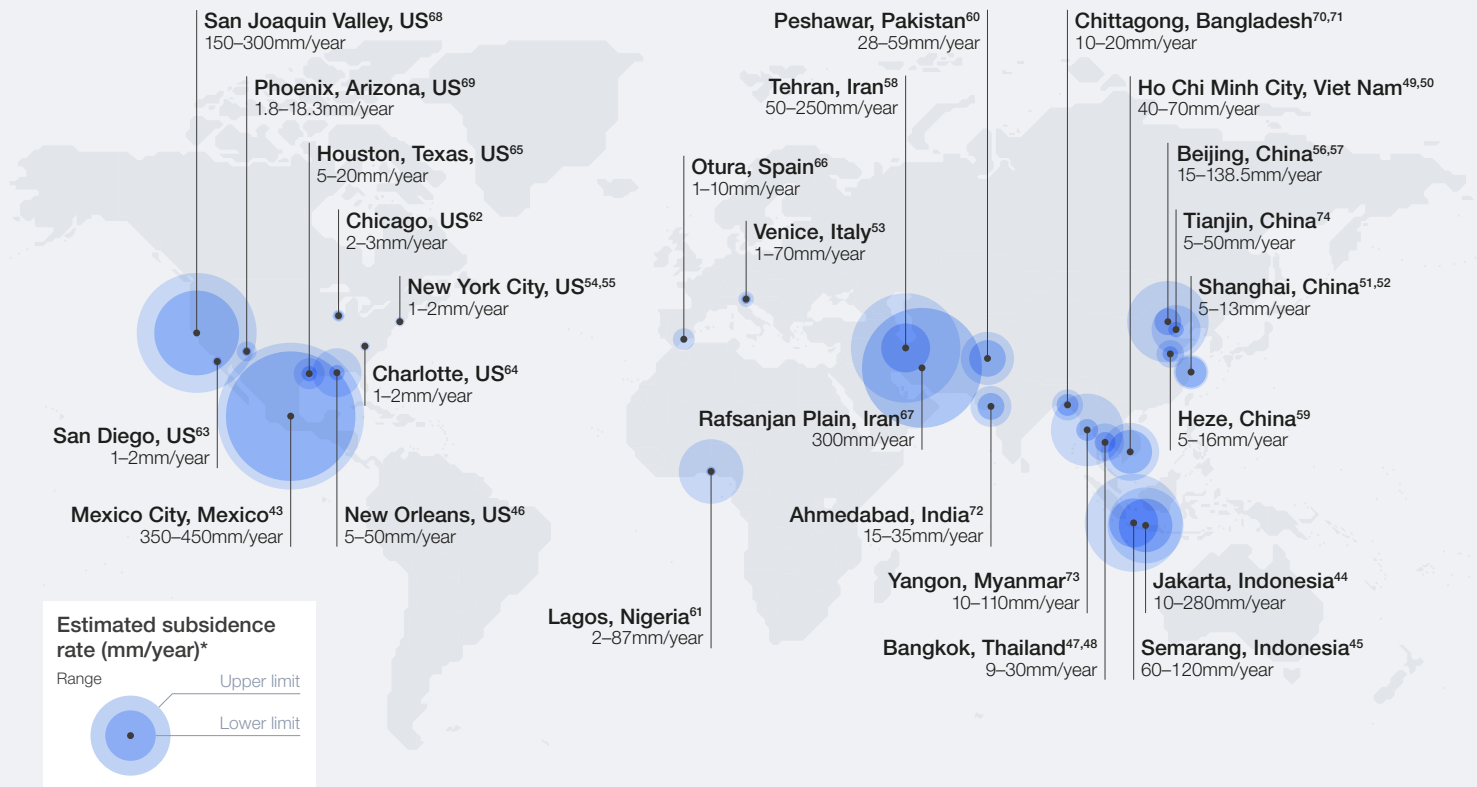 San Joaquin Valley, US68
150–300mm/year
Phoenix, Arizona, US69
1.8–18.3mm/year
Houston, Texas, US65
5–20mm/year
Chicago, US62
2–3mm/year
New York City, US54,55
1–2mm/year
Charlotte, US64
1–2mm/year
San Diego, US63
1–2mm/year
Mexico City, Mexico43
350–450mm/year
New Orleans, US46
5–50mm/year
Peshawar, Pakistan60
28–59mm/year
Tehran, Iran58
50–250mm/year
Otura, Spain66
1–10mm/year
Venice, Italy53
1–70mm/year
Rafsanjan Plain, Iran67
300mm/year
Ahmedabad, India72
15–35mm/year
Lagos, Nigeria61
2–87mm/year
Chittagong, Bangladesh70,71
10–20mm/year
Ho Chi Minh City, Viet Nam49,50
40–70mm/year
Beijing, China56,57
15–138.5mm/year
Tianjin, China74
5–50mm/year
Shanghai, China51,52
5–13mm/year
Heze, China59
5–16mm/year
Yangon, Myanmar73
10–110mm/year
Jakarta, Indonesia44
10–280mm/year
Bangkok, Thailand47,48
9–30mm/year
Semarang, Indonesia45
60–120mm/year
Estimated subsidence
rate (mm/year)*
Range
Upper limit
Lower limit